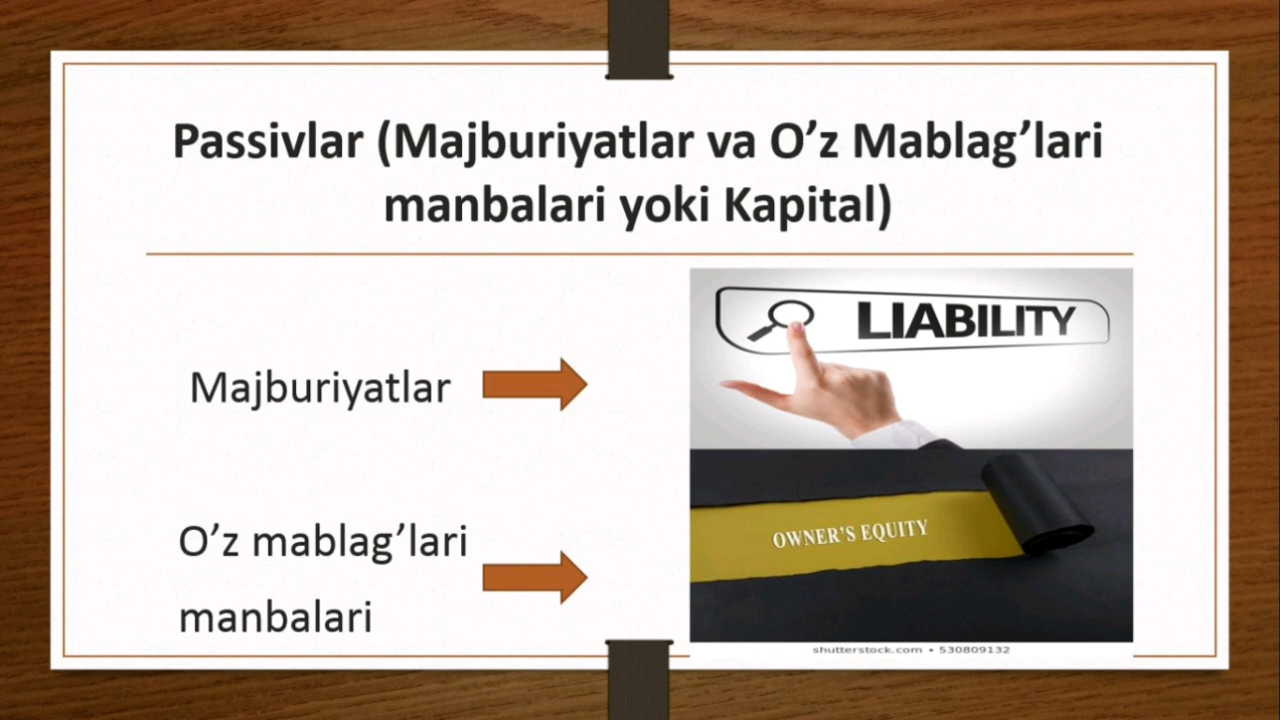 Passivlar (Majburiyatlar va O’z Mablag’lari
manbalari yoki Kapital)
Majburiyatlar
LIABILITY
O’z mablag’lari
manbalari
OWNER'S EQUITY
shutterstock.com • 530809132